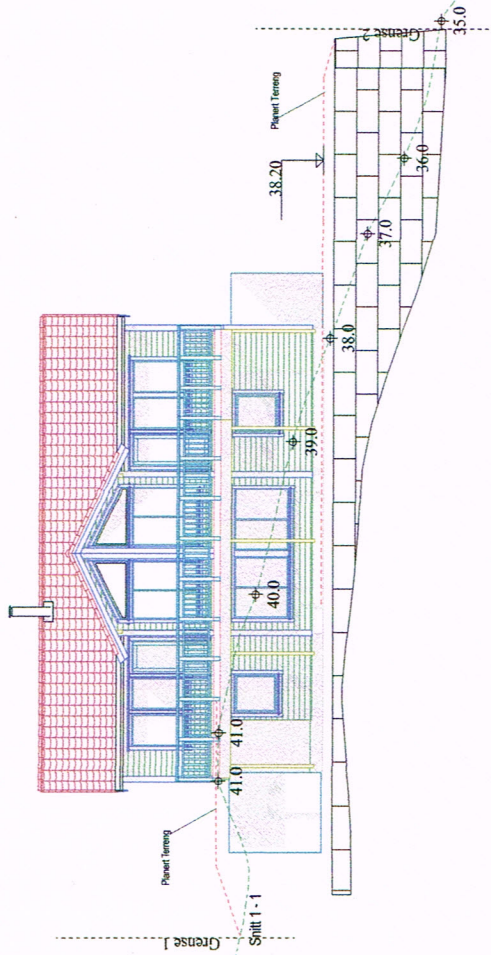 Grense 1
Planert Terreng
Snitt 1 - 1
41.0
41.0
40.0
39.0
38.0
37.0
36.0
35.0
38.20
Planert Terreng
Grense 2